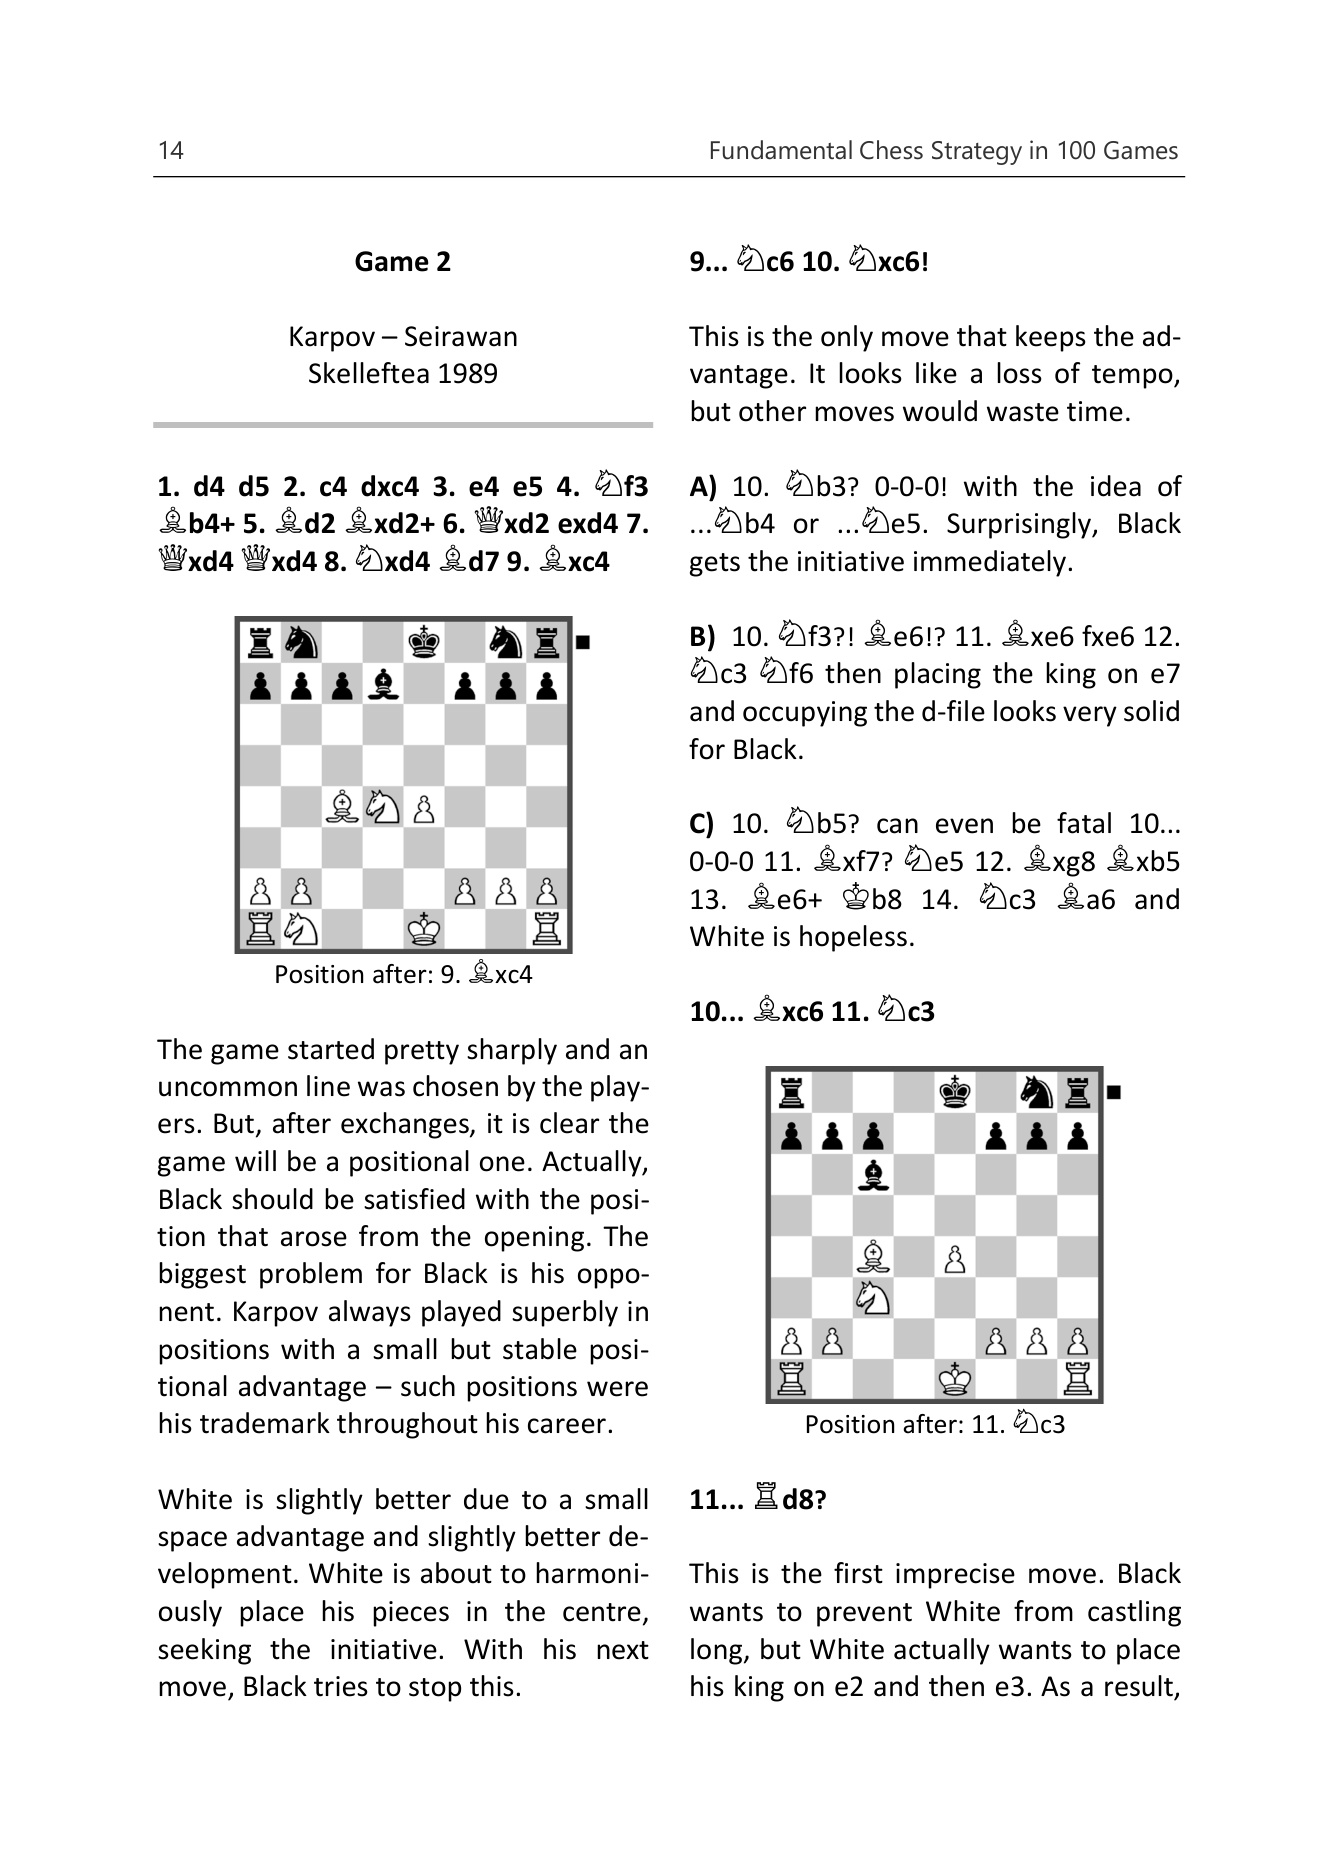 14
Fundamental Chess Strategy in 100 Games
Game 2
Karpov – Seirawan
Skelleftea 1989
1. d4 d5 2. c4 dxc4 3. e4 e5 4. ♘f3
♗b4+ 5. ♗d2 ♗xd2+ 6. ♕xd2 exd4 7.
♕xd4 ♕xd4 8. ♘xd4 ♗d7 9. ♗xc4
Position after: 9. ♗xc4
The game started pretty sharply and an
uncommon line was chosen by the play-
ers. But, after exchanges, it is clear the
game will be a positional one. Actually,
Black should be satisfied with the posi-
tion that arose from the opening. The
biggest problem for Black is his oppo-
nent. Karpov always played superbly in
positions with a small but stable posi-
tional advantage – such positions were
his trademark throughout his career.
White is slightly better due to a small
space advantage and slightly better de-
velopment. White is about to harmoni-
ously place his pieces in the centre,
seeking the initiative. With his next
move, Black tries to stop this.
9... ♘c6 10. ♘xc6!
This is the only move that keeps the ad-
vantage. It looks like a loss of tempo,
but other moves would waste time.
A) 10. ♘b3? 0-0-0! with the idea of
...♘b4 or ...♘e5. Surprisingly, Black
gets the initiative immediately.
B) 10. ♘f3?! ♗e6!? 11. ♗xe6 fxe6 12.
♘c3 ♘f6 then placing the king on e7
and occupying the d-file looks very solid
for Black.
C) 10. ♘b5? can even be fatal 10...
0-0-0 11. ♗xf7? ♘e5 12. ♗xg8 ♗xb5
13. ♗e6+ ♔b8 14. ♘c3 ♗a6 and
White is hopeless.
10... ♗xc6 11. ♘c3
Position after: 11. ♘c3
11... ♖d8?
This is the first imprecise move. Black
wants to prevent White from castling
long, but White actually wants to place
his king on e2 and then e3. As a result,